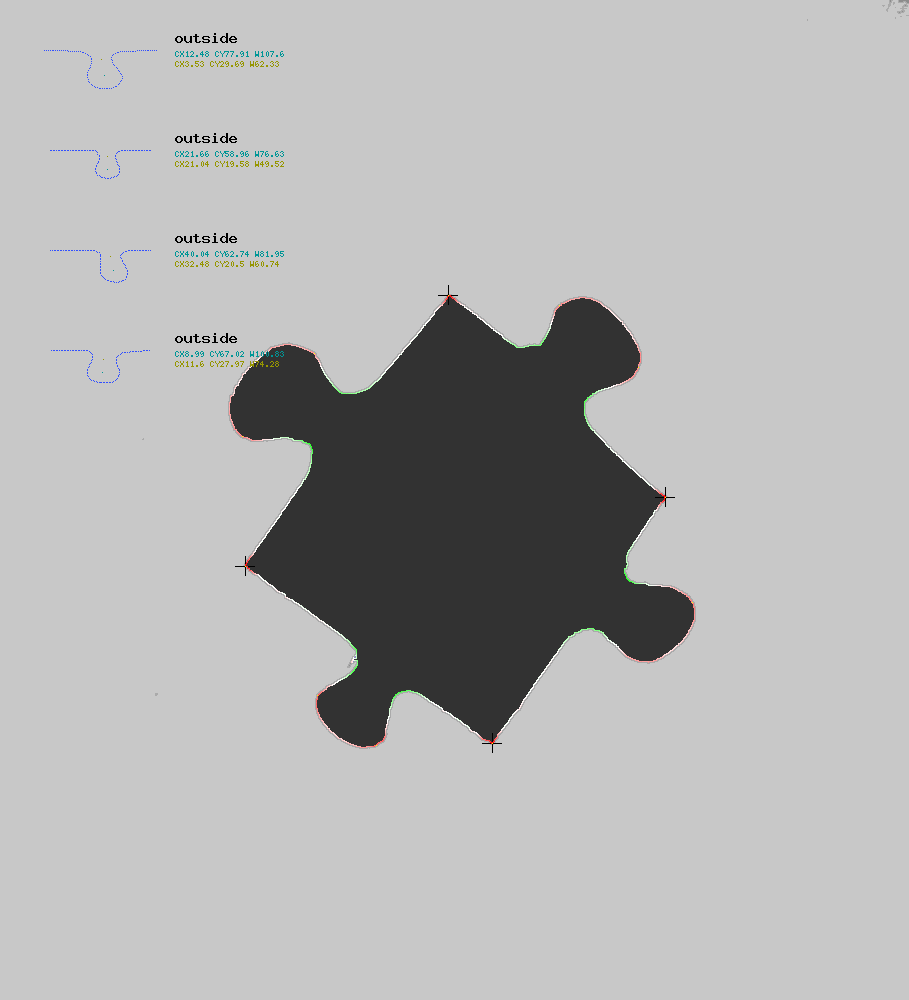 outside
CX12.48 CY77.91 W107.6
CX3.53 CY29.69 W62.33
outside
CX21.66 CY58.96 W76.63
CX21.04 CY19.58 W49.52
outside
CX40.04 CY62.74 W81.95
CX32.48 CY20.5 W60.74
outside
CX8.99 CY67.02
CX11.6 CY27.97 W74.28